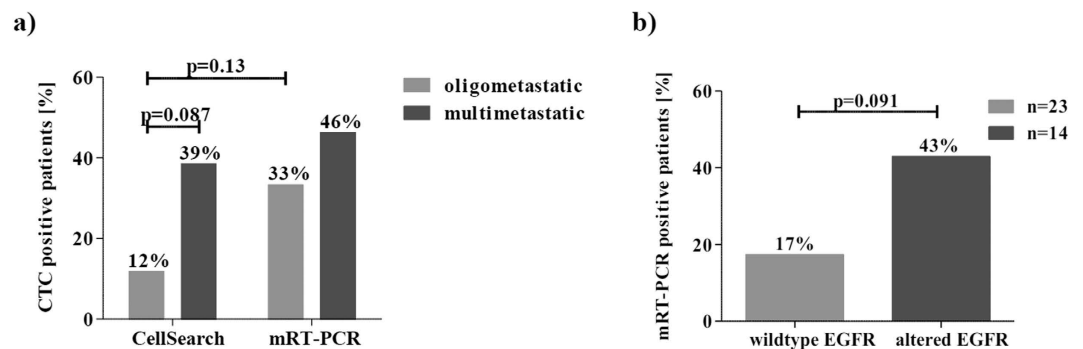 a)
p=0.13
60
p=0.087
46%
40
39%
33%
20
12%
0
CTC positive patients [%]
CellSearch
mRT-PCR
oligometastatic
multimetastatic
b)
60
p=0.091
43%
40
20
17%
0
mRT-PCR positive patients [%]
wildtype EGFR
altered EGFR
n=23
n=14